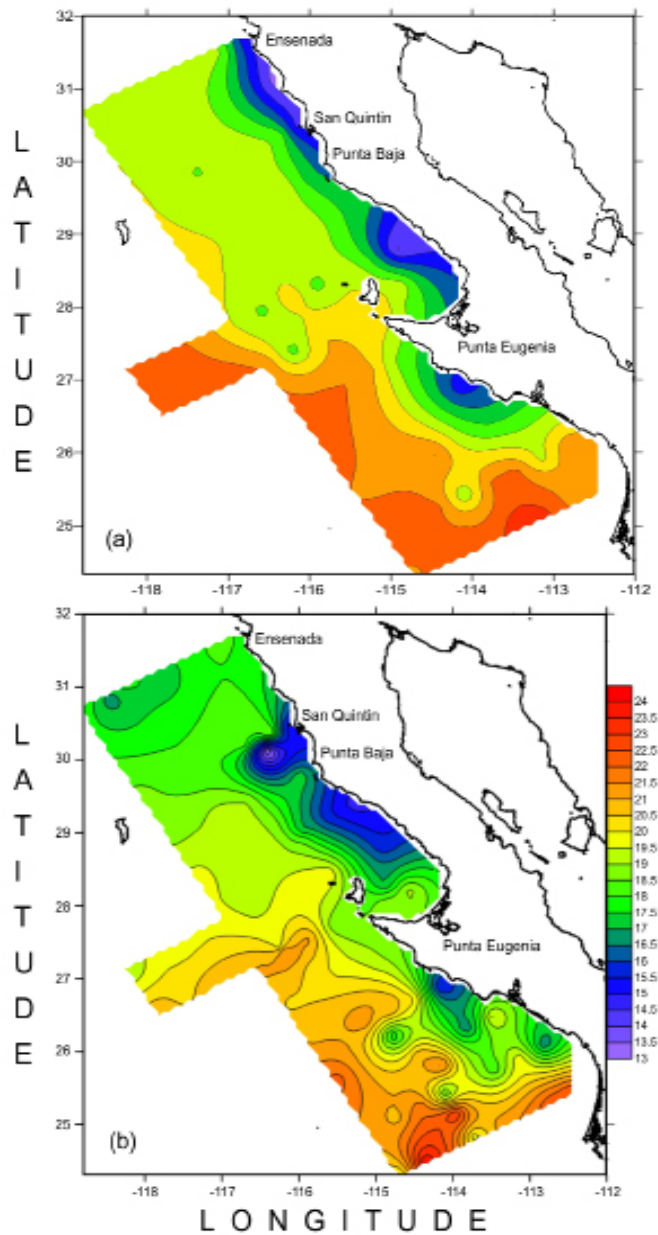 32
Ensenada
31
San Quintin
30
Punta Baja
29
28
Punta Eugenia
27
26
25
(a)
LATITUDE
-118 -117 -116 -115 -114 -113 -112
32
Ensenada
31
San Quintin
30
Punta Baja
29
28
Punta Eugenia
27
26
25
(b)
LATITUDE
-118 -117 -116 -115 -114 -113 -112
LONGITUDE
24
23.5
23
22.5
22
21.5
21
20.5
20
19.5
19
18.5
18
17.5
17
16.5
16
15.5
15
14.5
14
13.5
13